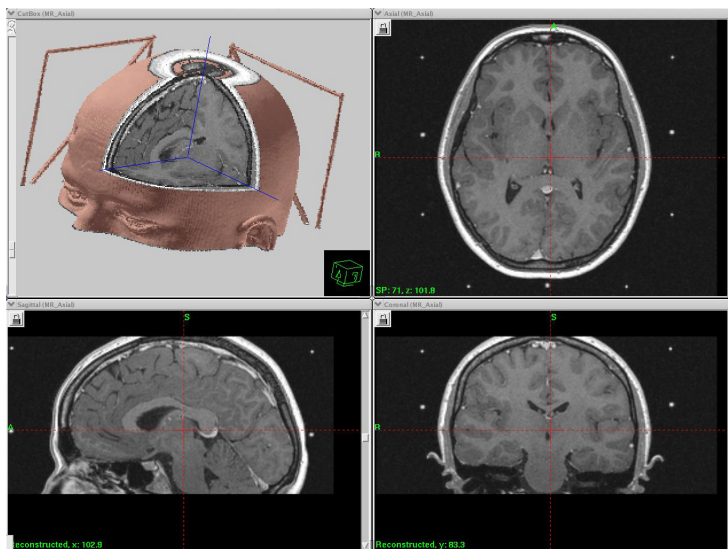 CutBox (MR_Axial)
Axial (MR_Axial)
A
R
SP: 71, z: 101.8
Sagittal (MR_Axial)
Coronal (MR_Axial)
S
S
A
R
Reconstructed, x: 102.9
Reconstructed, y: 83.3